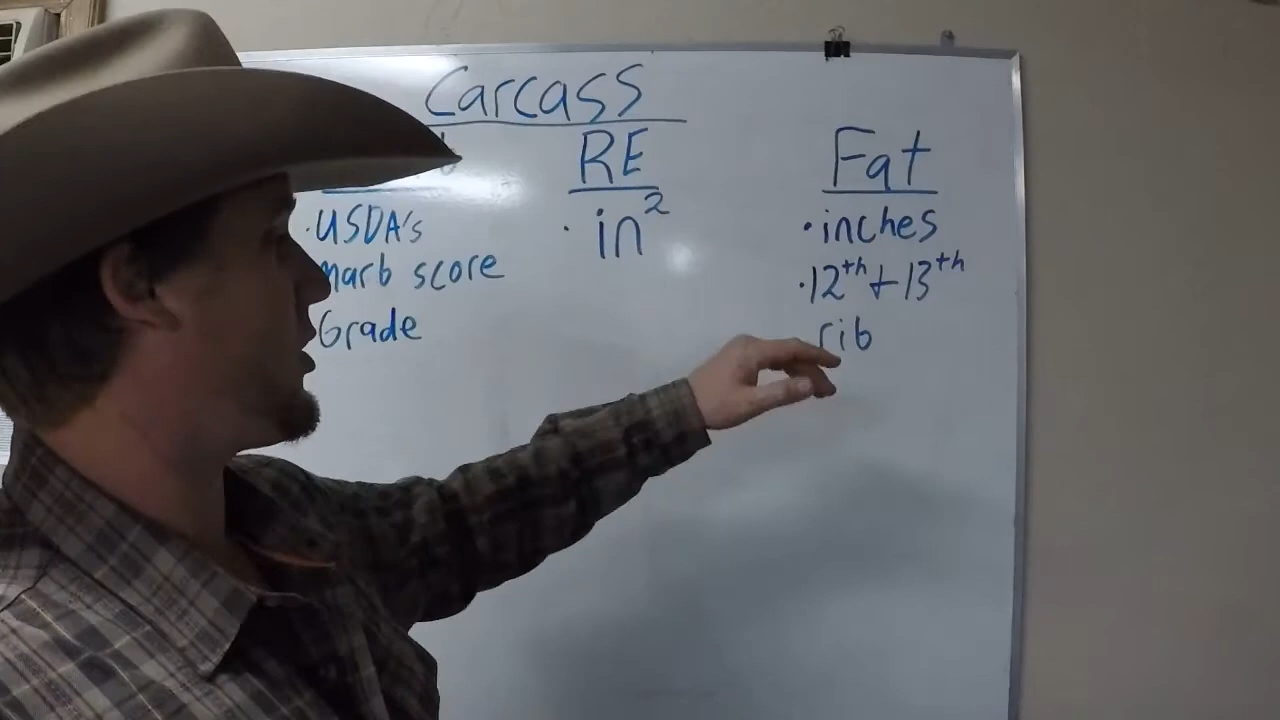 Carcass
RE
Fat
·USDA's
marb score
Grade
·in²
·inches
·12th+13th
rib